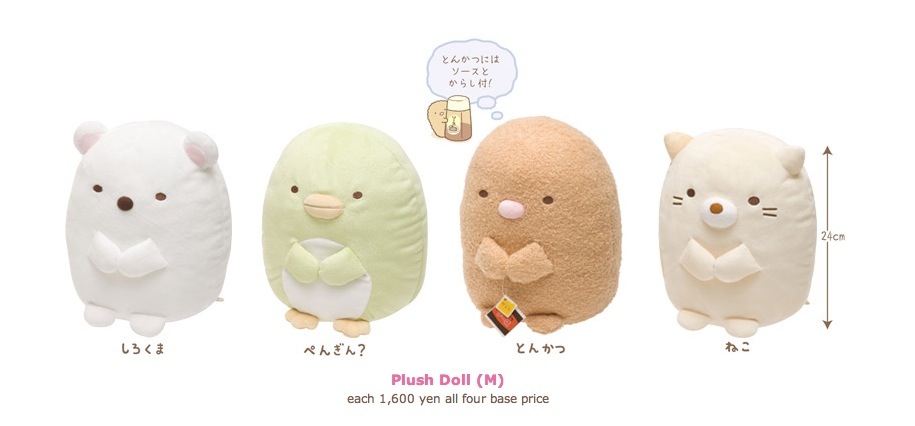 とんかつには
ソースと
からし付!
24cm
しろくま
ぺんぎん?
とんかつ
ねこ
Plush Doll (M)
each 1,600 yen all four base price